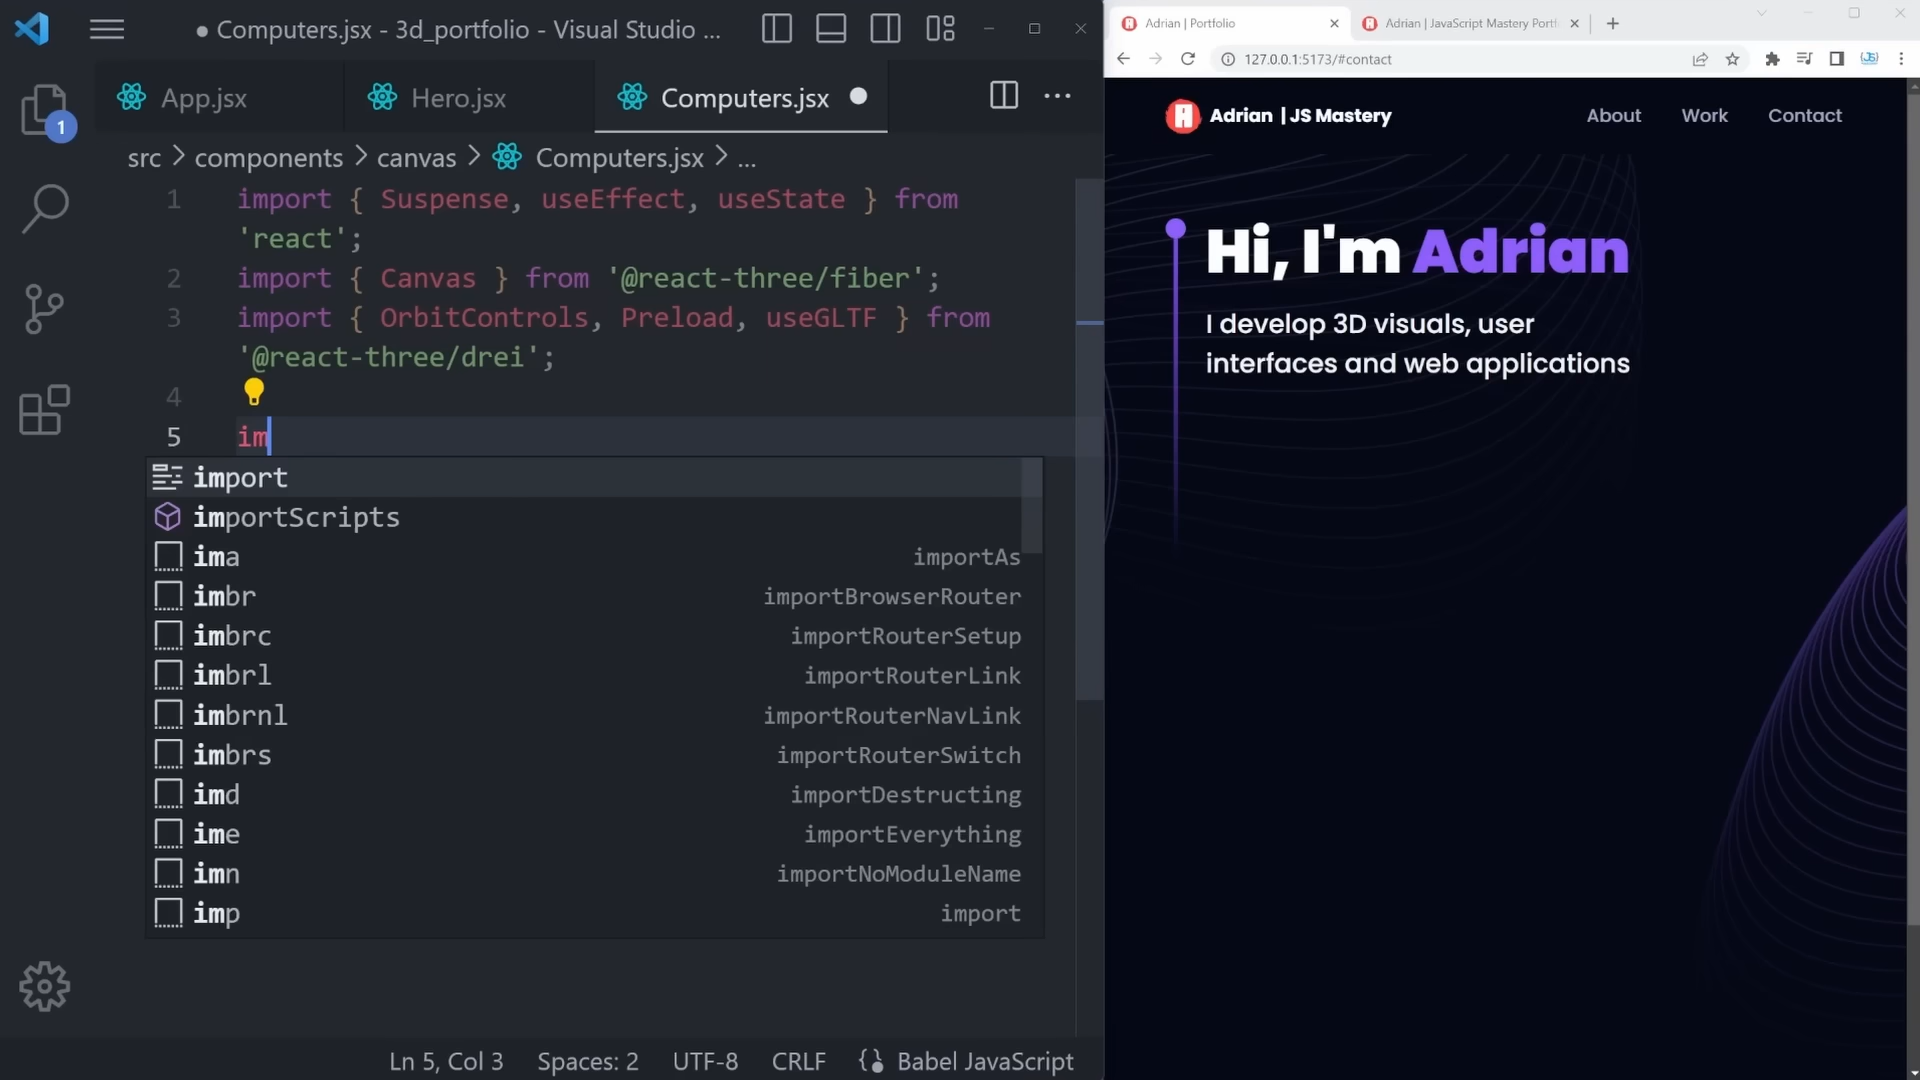 Computers.jsx - 3d_portfolio - Visual Studio ...
App.jsx
Hero.jsx
Computers.jsx
1
src > components > canvas > Computers.jsx > ...
1 import { Suspense, useEffect, useState } from
'react';
2 import { Canvas } from '@react-three/fiber';
3 import { OrbitControls, Preload, useGLTF } from
'@react-three/drei';
4
5 im
import
importScripts
ima importAs
imbr importBrowserRouter
imbrc importRouterSetup
imbrl importRouterLink
imbrnl importRouterNavLink
imbrs importRouterSwitch
imd importDestructing
ime importEverything
imn importNoModuleName
imp import
Ln 5, Col 3 Spaces: 2 UTF-8 CRLF Babel JavaScript
Adrian | Portfolio
Adrian | JavaScript Mastery Portf
127.0.0.1:5173/#contact
Adrian | JS Mastery
About Work Contact
Hi, I'm Adrian
I develop 3D visuals, user
interfaces and web applications